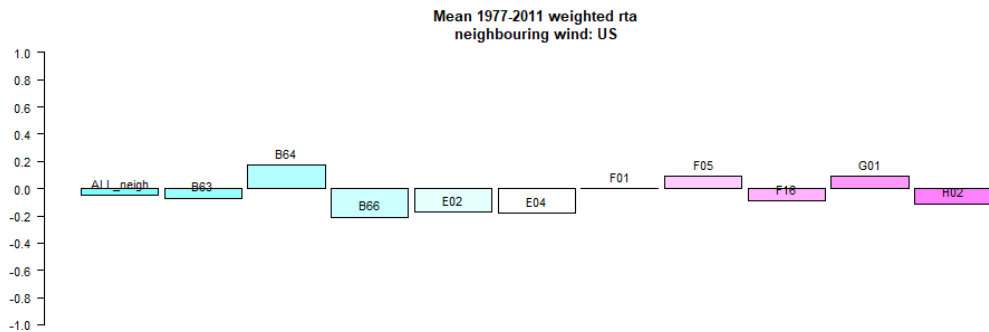 Mean 1977-2011 weighted rta
neighbouring wind: US
1.0
0.8
0.6
0.4
0.2
0.0
-0.2
-0.4
-0.6
-0.8
-1.0
ALL_neigh
B63
B64
B66
E02
E04
F01
F05
F16
G01
H02